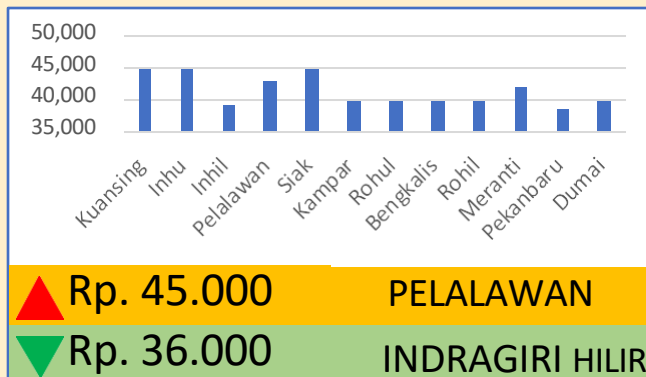 50,000
45,000
40,000
35,000
Kuansing Inhu Inhil Pelalawan Siak Kampar Rohul Bengkalis Rohil Meranti Pekanbaru Dumai
Rp. 45.000 PELALAWAN
Rp. 36.000 INDRAGIRI HILIR